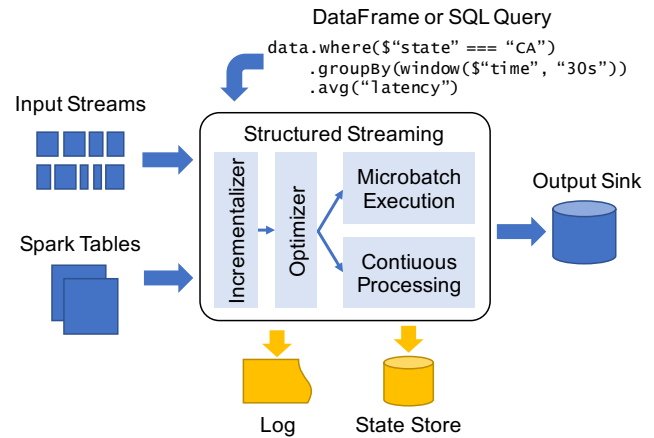 DataFrame or SQL Query
data.where($“state” === “CA”)
.groupBy(window($“time”, “30s”))
.avg(“latency”)
Input Streams
Spark Tables
Structured Streaming
Incrementalizer
Optimizer
Microbatch
Execution
Contiuous
Processing
Output Sink
Log
State Store